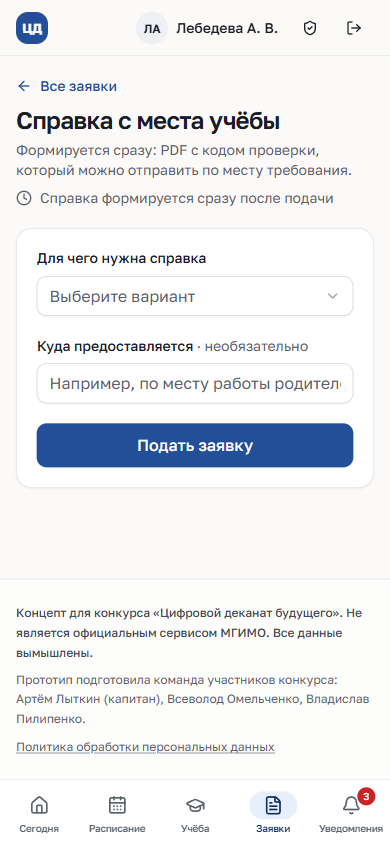 ЦД
ЛА Лебедева А. В.
Все заявки
Справка с места учёбы
Формируется сразу: PDF с кодом проверки,
который можно отправить по месту требования.
Справка формируется сразу после подачи
Для чего нужна справка
Выберите вариант
Куда предоставляется · необязательно
Например, по месту работы родител
Подать заявку
Концепт для конкурса «Цифровой деканат будущего». Не
является официальным сервисом МГИМО. Все данные
вымышлены.
Прототип подготовила команда участников конкурса:
Артём Лыткин (капитан), Всеволод Омельченко, Владислав
Пилипенко.
Политика обработки персональных данных
3
Сегодня Расписание Учёба Заявки Уведомления